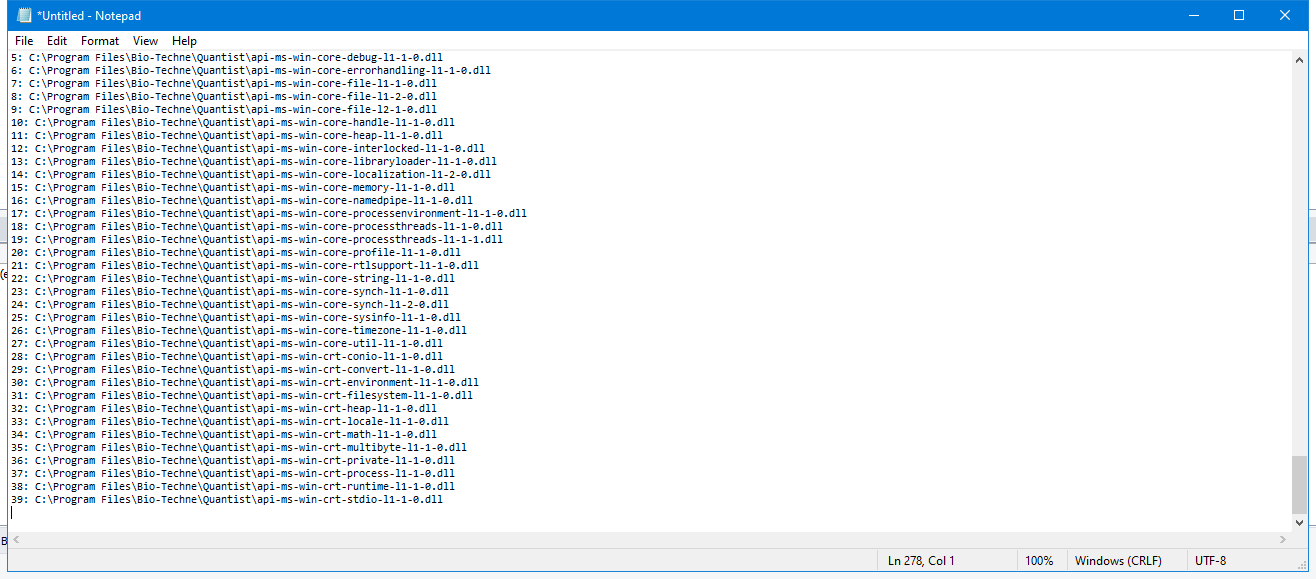 *Untitled - Notepad
File Edit Format View Help
5: C:\Program Files\Bio-Techne\Quantist\api-ms-win-core-debug-l1-1-0.dll
6: C:\Program Files\Bio-Techne\Quantist\api-ms-win-core-errorhandling-l1-1-0.dll
7: C:\Program Files\Bio-Techne\Quantist\api-ms-win-core-file-l1-1-0.dll
8: C:\Program Files\Bio-Techne\Quantist\api-ms-win-core-file-l1-2-0.dll
9: C:\Program Files\Bio-Techne\Quantist\api-ms-win-core-file-l2-1-0.dll
10: C:\Program Files\Bio-Techne\Quantist\api-ms-win-core-handle-l1-1-0.dll
11: C:\Program Files\Bio-Techne\Quantist\api-ms-win-core-heap-l1-1-0.dll
12: C:\Program Files\Bio-Techne\Quantist\api-ms-win-core-interlocked-l1-1-0.dll
13: C:\Program Files\Bio-Techne\Quantist\api-ms-win-core-libraryloader-l1-1-0.dll
14: C:\Program Files\Bio-Techne\Quantist\api-ms-win-core-localization-l1-2-0.dll
15: C:\Program Files\Bio-Techne\Quantist\api-ms-win-core-memory-l1-1-0.dll
16: C:\Program Files\Bio-Techne\Quantist\api-ms-win-core-namedpipe-l1-1-0.dll
17: C:\Program Files\Bio-Techne\Quantist\api-ms-win-core-processenvironment-l1-1-0.dll
18: C:\Program Files\Bio-Techne\Quantist\api-ms-win-core-processthreads-l1-1-0.dll
19: C:\Program Files\Bio-Techne\Quantist\api-ms-win-core-processthreads-l1-1-1.dll
20: C:\Program Files\Bio-Techne\Quantist\api-ms-win-core-profile-l1-1-0.dll
21: C:\Program Files\Bio-Techne\Quantist\api-ms-win-core-rtlsupport-l1-1-0.dll
22: C:\Program Files\Bio-Techne\Quantist\api-ms-win-core-string-l1-1-0.dll
23: C:\Program Files\Bio-Techne\Quantist\api-ms-win-core-synch-l1-1-0.dll
24: C:\Program Files\Bio-Techne\Quantist\api-ms-win-core-synch-l1-2-0.dll
25: C:\Program Files\Bio-Techne\Quantist\api-ms-win-core-sysinfo-l1-1-0.dll
26: C:\Program Files\Bio-Techne\Quantist\api-ms-win-core-timezone-l1-1-0.dll
27: C:\Program Files\Bio-Techne\Quantist\api-ms-win-core-util-l1-1-0.dll
28: C:\Program Files\Bio-Techne\Quantist\api-ms-win-crt-conio-l1-1-0.dll
29: C:\Program Files\Bio-Techne\Quantist\api-ms-win-crt-convert-l1-1-0.dll
30: C:\Program Files\Bio-Techne\Quantist\api-ms-win-crt-environment-l1-1-0.dll
31: C:\Program Files\Bio-Techne\Quantist\api-ms-win-crt-filesystem-l1-1-0.dll
32: C:\Program Files\Bio-Techne\Quantist\api-ms-win-crt-heap-l1-1-0.dll
33: C:\Program Files\Bio-Techne\Quantist\api-ms-win-crt-locale-l1-1-0.dll
34: C:\Program Files\Bio-Techne\Quantist\api-ms-win-crt-math-l1-1-0.dll
35: C:\Program Files\Bio-Techne\Quantist\api-ms-win-crt-multibyte-l1-1-0.dll
36: C:\Program Files\Bio-Techne\Quantist\api-ms-win-crt-private-l1-1-0.dll
37: C:\Program Files\Bio-Techne\Quantist\api-ms-win-crt-process-l1-1-0.dll
38: C:\Program Files\Bio-Techne\Quantist\api-ms-win-crt-runtime-l1-1-0.dll
39: C:\Program Files\Bio-Techne\Quantist\api-ms-win-crt-stdio-l1-1-0.dll
Ln 278, Col 1 100% Windows (CRLF) UTF-8